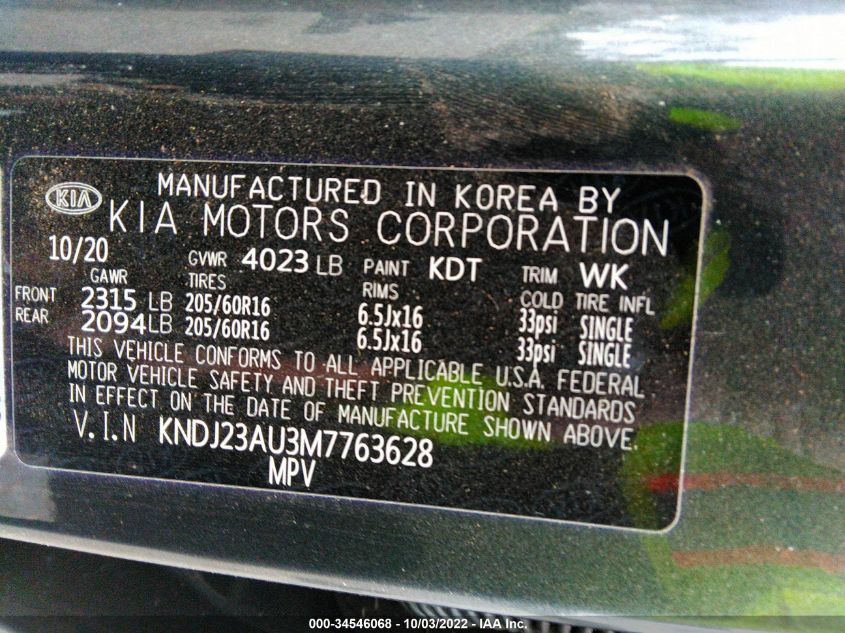 MANUFACTURED IN KOREA BY
KIA KIA MOTORS CORPORATION
10/20 GVWR 4023 LB PAINT KDT TRIM WK
GAWR TIRES RIMS COLD TIRE INFL
FRONT 2315 LB 205/60R16 6.5Jx16 33psi SINGLE
REAR 2094 LB 205/60R16 6.5Jx16 33psi SINGLE
THIS VEHICLE CONFORMS TO ALL APPLICABLE U.S.A. FEDERAL
MOTOR VEHICLE SAFETY AND THEFT PREVENTION STANDARDS
IN EFFECT ON THE DATE OF MANUFACTURE SHOWN ABOVE.
V.I.N KNDJ23AU3M7763628
MPV
000-34546068 - 10/03/2022 - IAA Inc.